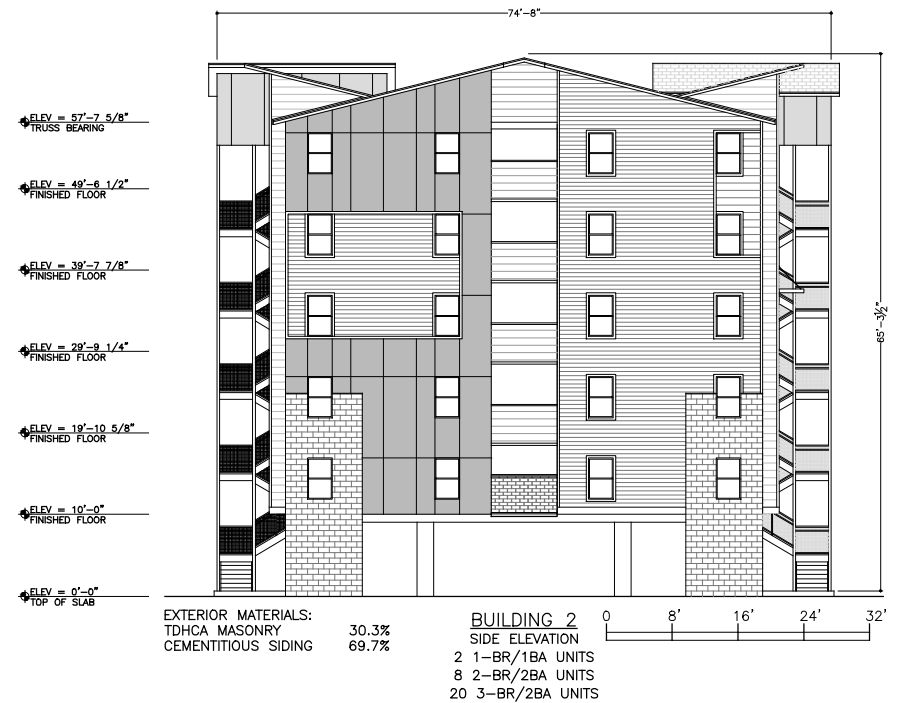 74'-8"
ELEV = 57'-7 5/8"
TRUSS BEARING
ELEV = 49'-6 1/2"
FINISHED FLOOR
ELEV = 39'-7 7/8"
FINISHED FLOOR
65'-3½"
ELEV = 29'-9 1/4"
FINISHED FLOOR
ELEV = 19'-10 5/8"
FINISHED FLOOR
ELEV = 10'-0"
FINISHED FLOOR
ELEV = 0'-0"
TOP OF SLAB
EXTERIOR MATERIALS:
TDHCA MASONRY 30.3%
CEMENTITIOUS SIDING 69.7%
BUILDING 2
SIDE ELEVATION
2 1-BR/1BA UNITS
8 2-BR/2BA UNITS
20 3-BR/2BA UNITS
0 8' 16' 24' 32'